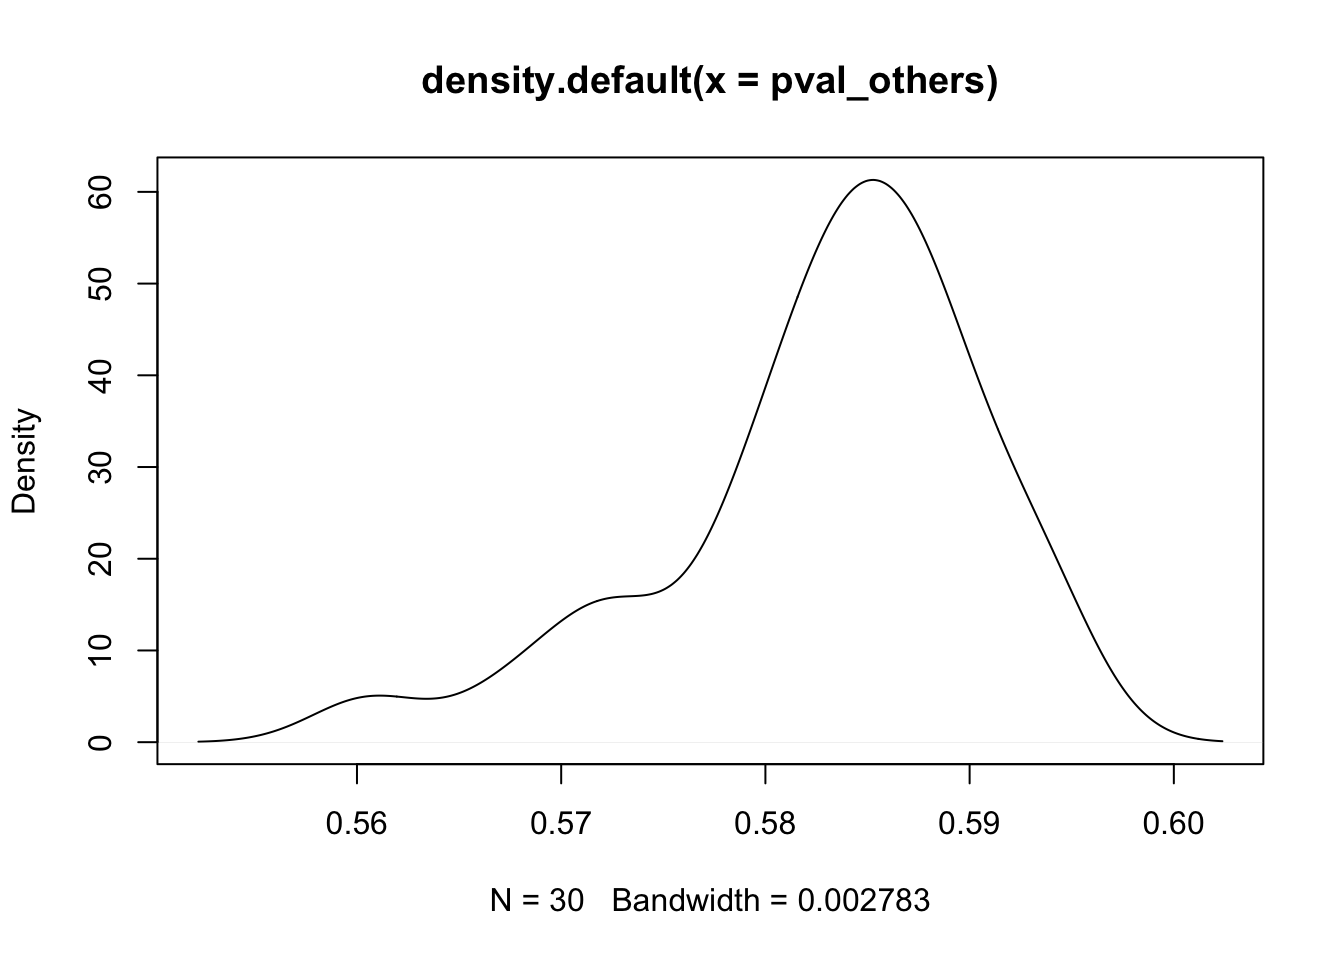 density.default(x = pval_others)
Density
60
50
40
30
20
10
0
0.56 0.57 0.58 0.59 0.60
N = 30   Bandwidth = 0.002783